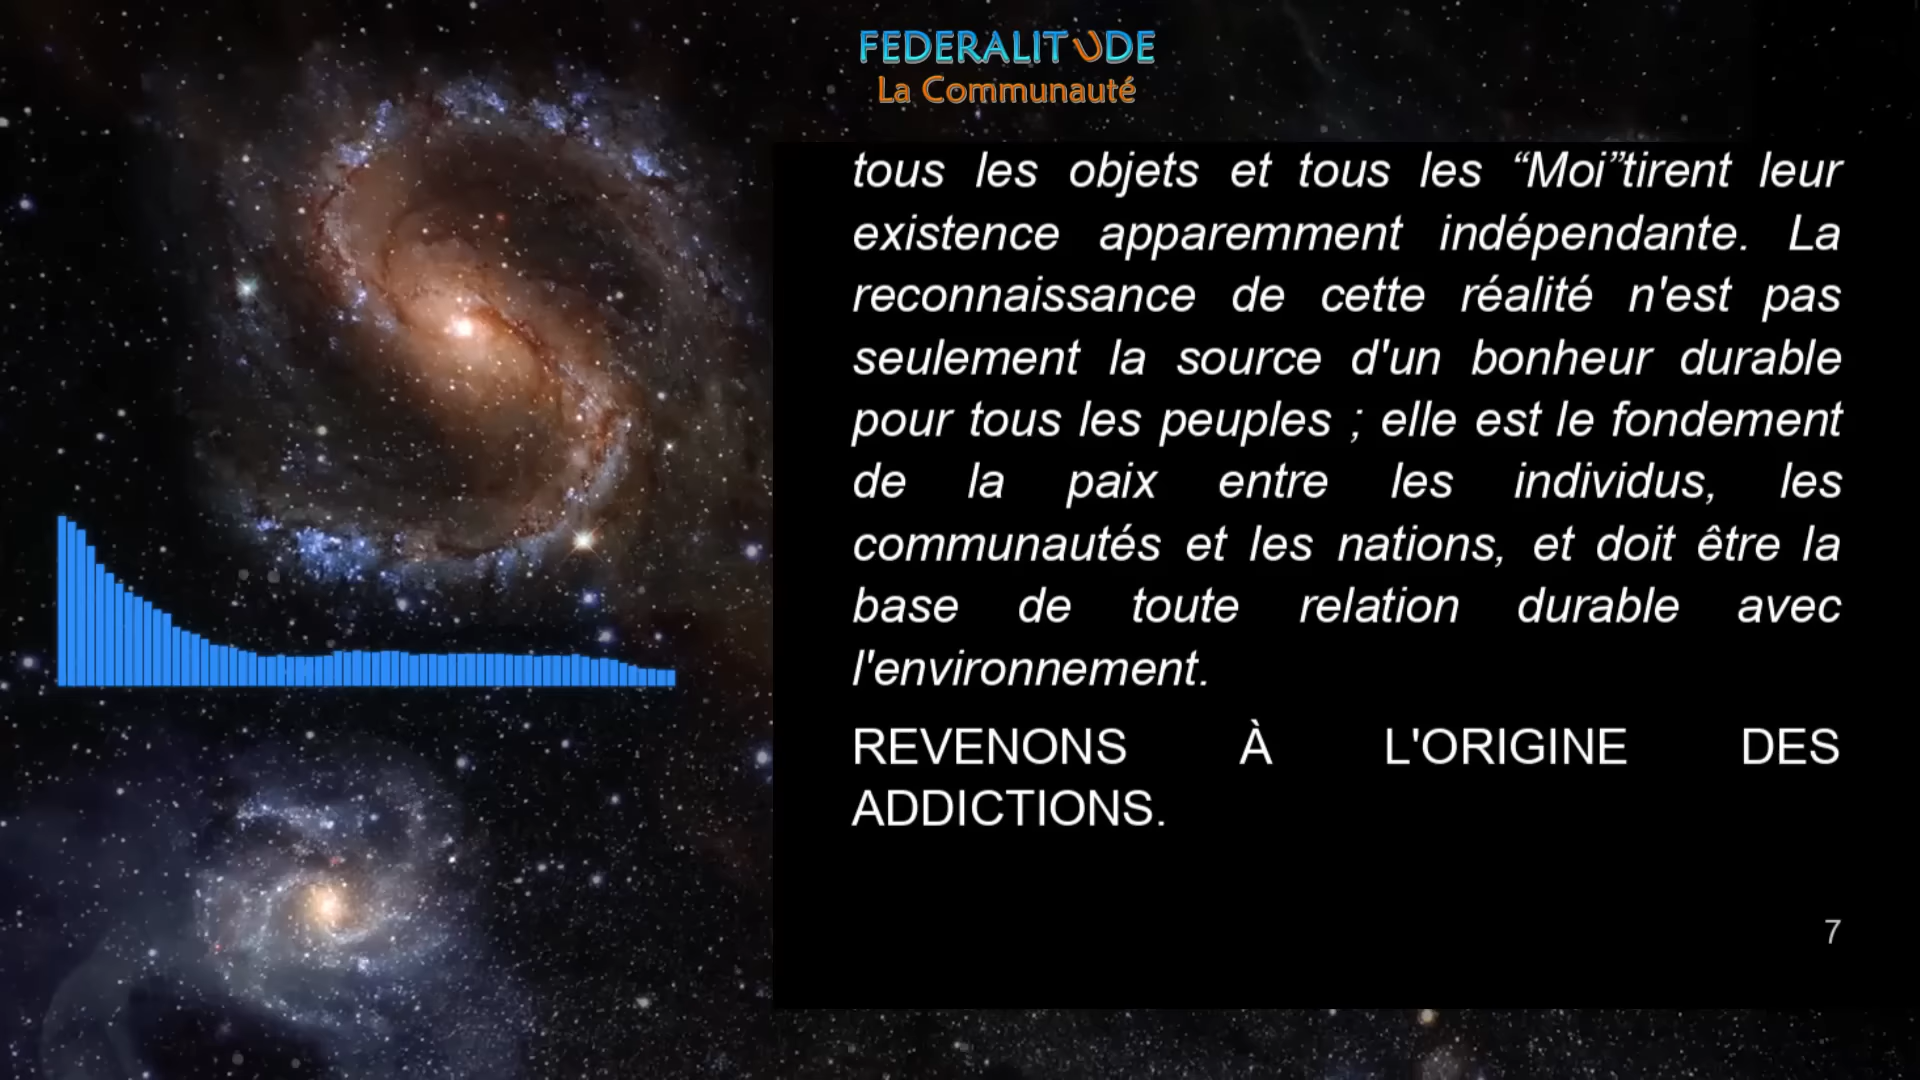 FEDERALITUDE
La Communauté
tous les objets et tous les “Moi”tirent leur
existence apparemment indépendante. La
reconnaissance de cette réalité n'est pas
seulement la source d'un bonheur durable
pour tous les peuples ; elle est le fondement
de la paix entre les individus, les
communautés et les nations, et doit être la
base de toute relation durable avec
l'environnement.
REVENONS À L'ORIGINE DES
ADDICTIONS.
7